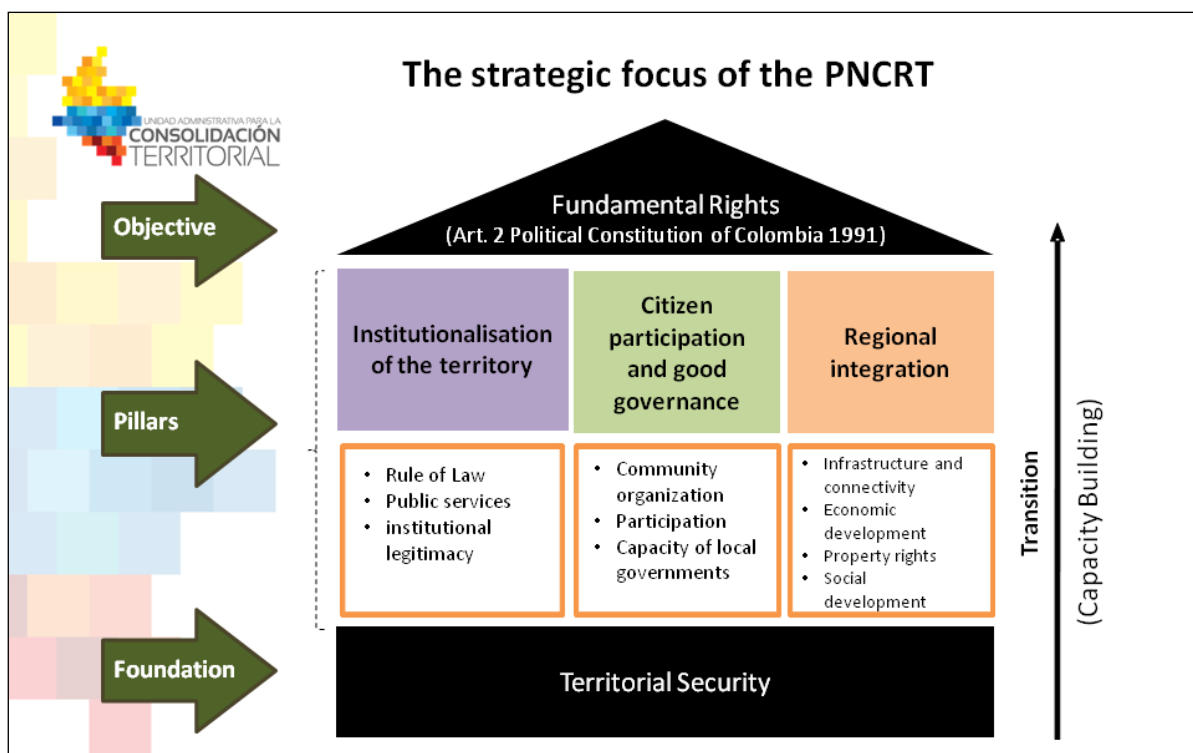 The strategic focus of the PNCRT
UNIDAD ADMINISTRATIVA PARA LA
CONSOLIDACIÓN
TERRITORIAL
Objective
Fundamental Rights
(Art. 2 Political Constitution of Colombia 1991)
Pillars
Institutionalisation
of the territory
Citizen
participation
and good
governance
Regional
integration
• Rule of Law
• Public services
• institutional
legitimacy
• Community
organization
• Participation
• Capacity of local
governments
• Infrastructure and
connectivity
• Economic
development
• Property rights
• Social
development
Transition
(Capacity Building)
Foundation
Territorial Security